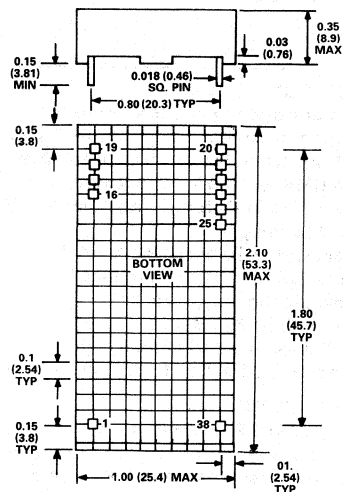 0.35
(8.9)
MAX
0.03
(0.76)
0.15
(3.81)
MIN
0.018 (0.46)
SQ. PIN
0.80 (20.3) TYP
0.15
(3.8)
19
20
16
25
BOTTOM
VIEW
2.10
(53.3)
MAX
1.80
(45.7)
TYP
0.1
(2.54)
TYP
0.15
(3.8)
TYP
1
38
1.00 (25.4) MAX
01.
(2.54)
TYP